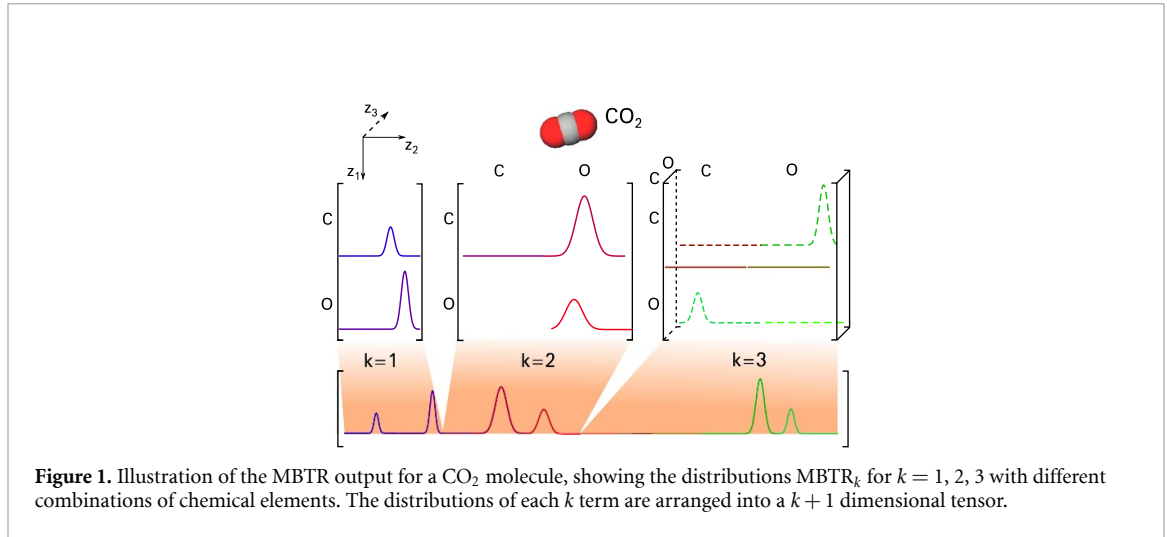 z₃
z₂
z₁
CO₂
C
O
C
O
C
O
C
O
C
C
O
C
O
k=1
k=2
k=3
Figure 1. Illustration of the MBTR output for a CO₂ molecule, showing the distributions MBTRₖ for k = 1, 2, 3 with different
combinations of chemical elements. The distributions of each k term are arranged into a k + 1 dimensional tensor.